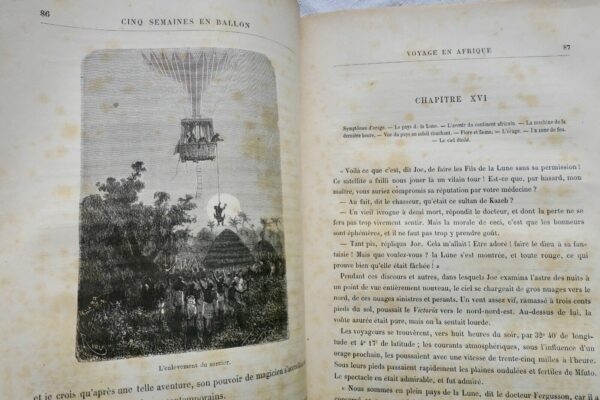 86
CINQ SEMAINES EN BALLON
L'enlèvement du sorcier.
et je crois qu'après une telle aventure, son pouvoir de magicien
contemporains.
VOYAGE EN AFRIQUE
87
CHAPITRE XVI
Symptômes d'orage. — Le pays de la Lune. — L'avenir du continent africain. — La machine de la
dernière heure. — Vue du pays au soleil couchant. — Flore et faune. — L'orage. — La zone de feu.
— Le ciel étoilé.
« Voilà ce que c'est, dit Joe, de faire les Fils de la Lune sans sa permission !
Ce satellite a failli nous jouer là un vilain tour ! Est-ce que, par hasard, mon
maître, vous auriez compromis sa réputation par votre médecine ?
— Au fait, dit le chasseur, qu'était ce sultan de Kazeh ?
— Un vieil ivrogne à demi mort, répondit le docteur, et dont la perte ne se
fera pas trop vivement sentir. Mais la morale de ceci, c'est que les honneurs
sont éphémères, et il ne faut pas trop y prendre goût.
— Tant pis, répliqua Joe. Cela m'allait ! Etre adoré ! faire le dieu à sa fan-
taisie ! Mais que voulez-vous ? la Lune s'est montrée, et toute rouge, ce qui
prouve bien qu'elle était fâchée ! »
Pendant ces discours et autres, dans lesquels Joe examina l'astre des nuits à
un point de vue entièrement nouveau, le ciel se chargeait de gros nuages vers le
nord, de ces nuages sinistres et pesants. Un vent assez vif, ramassé à trois cents
pieds du sol, poussait le Victoria vers le nord-nord-est. Au-dessus de lui, la
voûte azurée était pure, mais on la sentait lourde.
Les voyageurs se trouvèrent, vers huit heures du soir, par 32° 40' de longi-
tude et 4° 17' de latitude ; les courants atmosphériques, sous l'influence d'un
orage prochain, les poussaient avec une vitesse de trente-cinq milles à l'heure.
Sous leurs pieds passaient rapidement les plaines ondulées et fertiles de Mfuto.
Le spectacle en était admirable, et fut admiré.
« Nous sommes en plein pays de la Lune, dit le docteur Fergusson, car il a